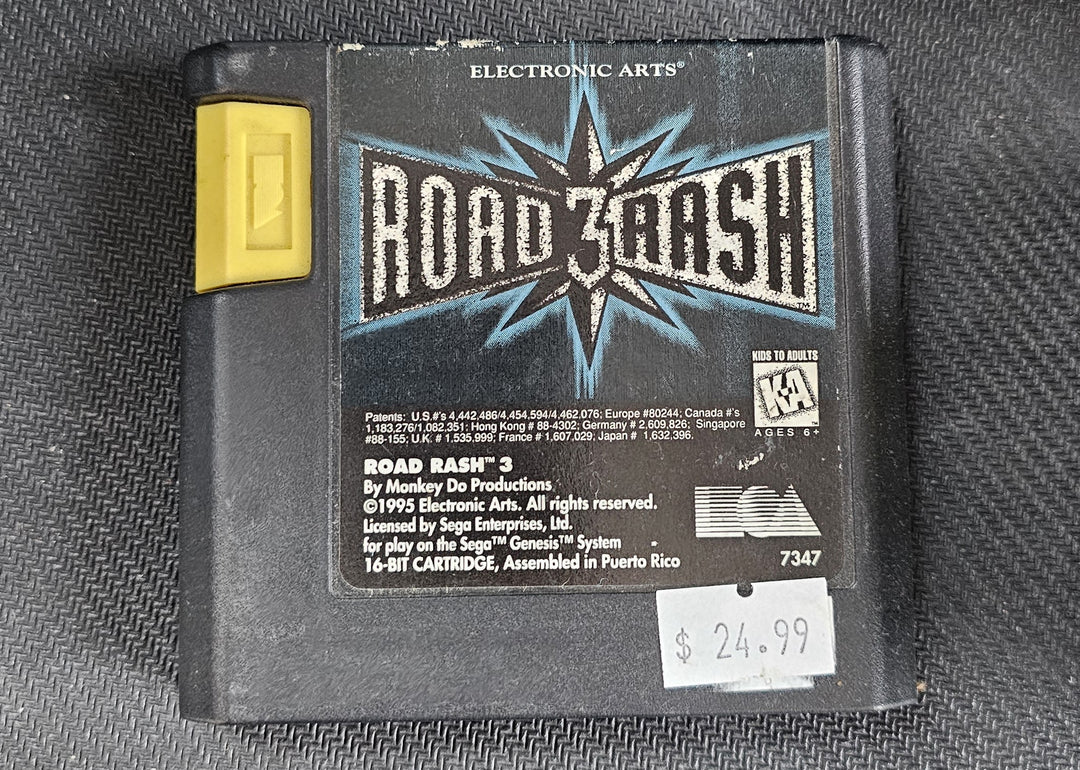 ELECTRONIC ARTS®
ROAD 3 RASH™
KIDS TO ADULTS
K-A™
AGES 6+
Patents: U.S.#'s 4,442,486/4,454,594/4,462,076; Europe #80244; Canada #'s
1,183,276/1,082,351; Hong Kong # 88-4302; Germany # 2,609,826; Singapore
#88-155; U.K. # 1,535,999; France # 1,607,029; Japan # 1,632,396.
ROAD RASH™ 3
By Monkey Do Productions
©1995 Electronic Arts. All rights reserved.
Licensed by Sega Enterprises, Ltd.
for play on the Sega™ Genesis™ System
16-BIT CARTRIDGE, Assembled in Puerto Rico
EA
7347
$ 24.99